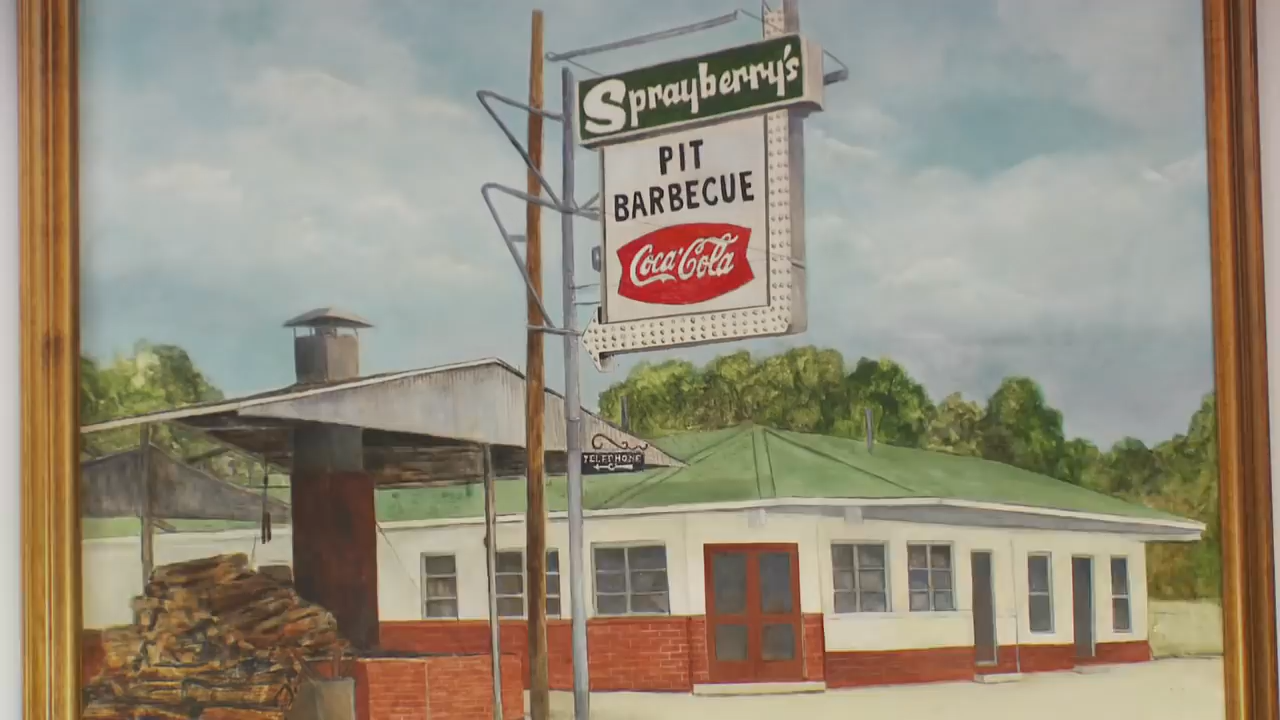 Sprayberry's
PIT
BARBECUE
Coca-Cola
TELEPHONE